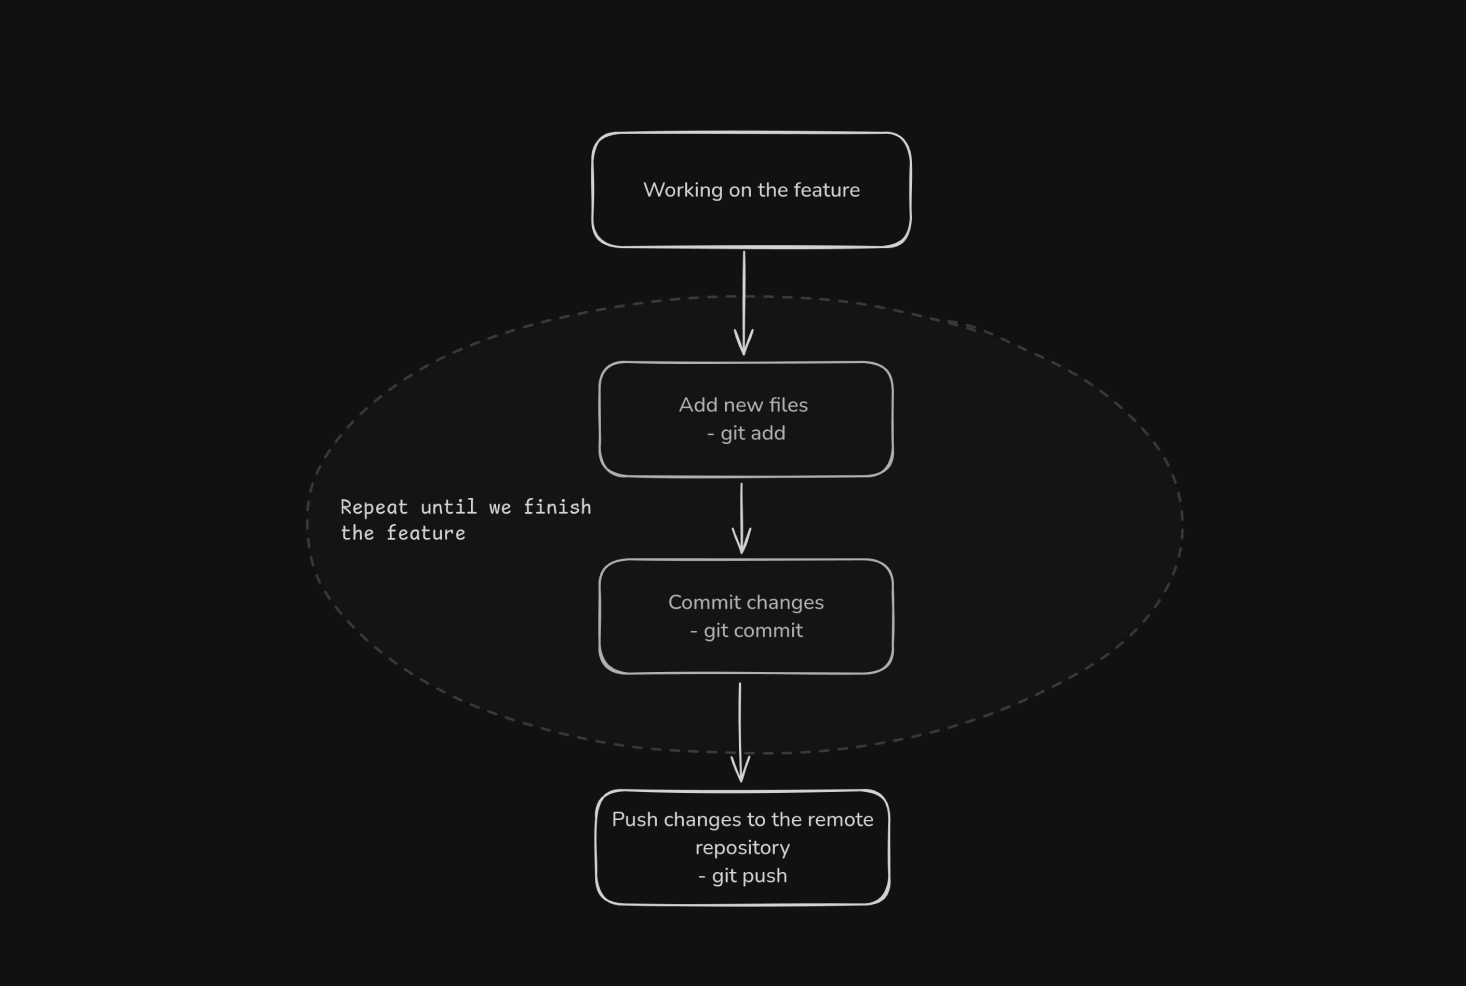 Working on the feature
Add new files
- git add
Repeat until we finish
the feature
Commit changes
- git commit
Push changes to the remote
repository
- git push